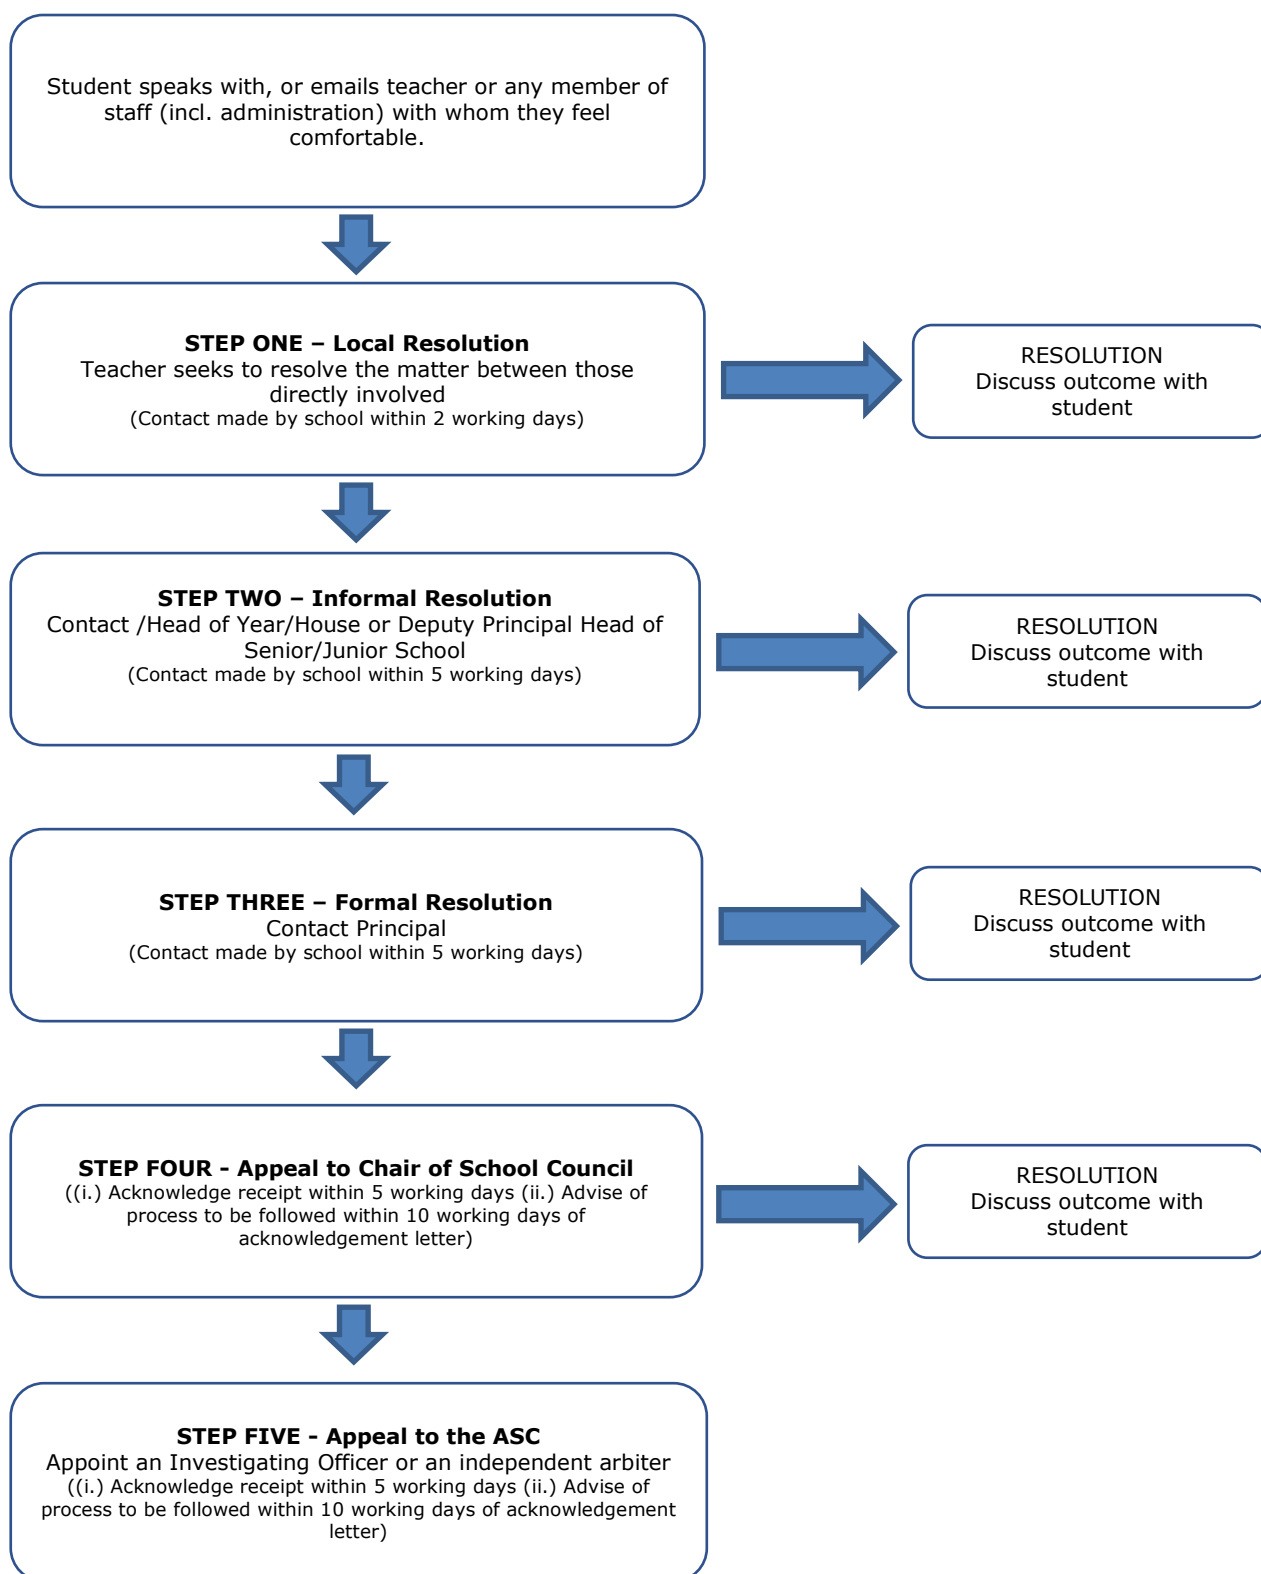 Student speaks with, or emails teacher or any member of
staff (incl. administration) with whom they feel
comfortable.
STEP ONE – Local Resolution
Teacher seeks to resolve the matter between those
directly involved
(Contact made by school within 2 working days)
RESOLUTION
Discuss outcome with
student
STEP TWO – Informal Resolution
Contact /Head of Year/House or Deputy Principal Head of
Senior/Junior School
(Contact made by school within 5 working days)
RESOLUTION
Discuss outcome with
student
STEP THREE – Formal Resolution
Contact Principal
(Contact made by school within 5 working days)
RESOLUTION
Discuss outcome with
student
STEP FOUR - Appeal to Chair of School Council
((i.) Acknowledge receipt within 5 working days (ii.) Advise of
process to be followed within 10 working days of
acknowledgement letter)
RESOLUTION
Discuss outcome with
student
STEP FIVE - Appeal to the ASC
Appoint an Investigating Officer or an independent arbiter
((i.) Acknowledge receipt within 5 working days (ii.) Advise of
process to be followed within 10 working days of acknowledgement
letter)